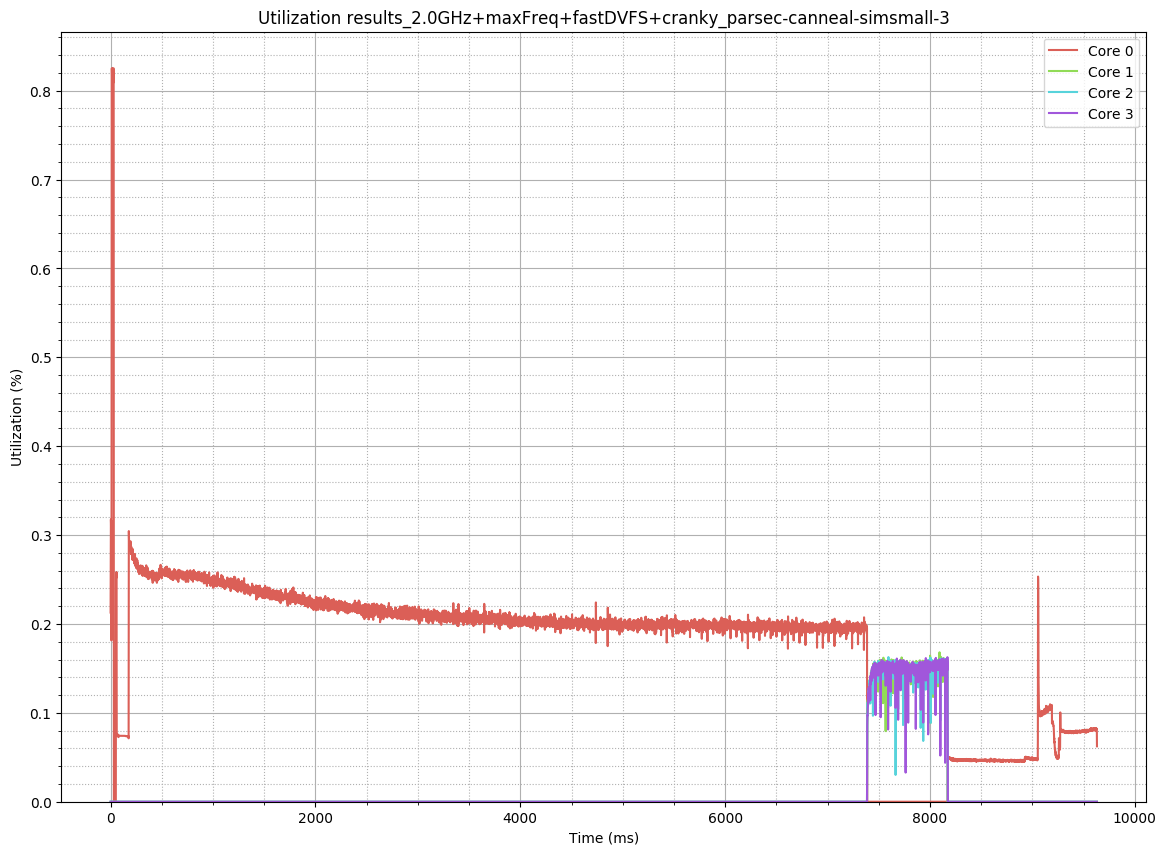 Utilization results_2.0GHz+maxFreq+fastDVFS+cranky_parsec-canneal-simsmall-3
Core 0
Core 1
Core 2
Core 3
Utilization (%)
0.8
0.7
0.6
0.5
0.4
0.3
0.2
0.1
0.0
0
2000
4000
6000
8000
10000
Time (ms)